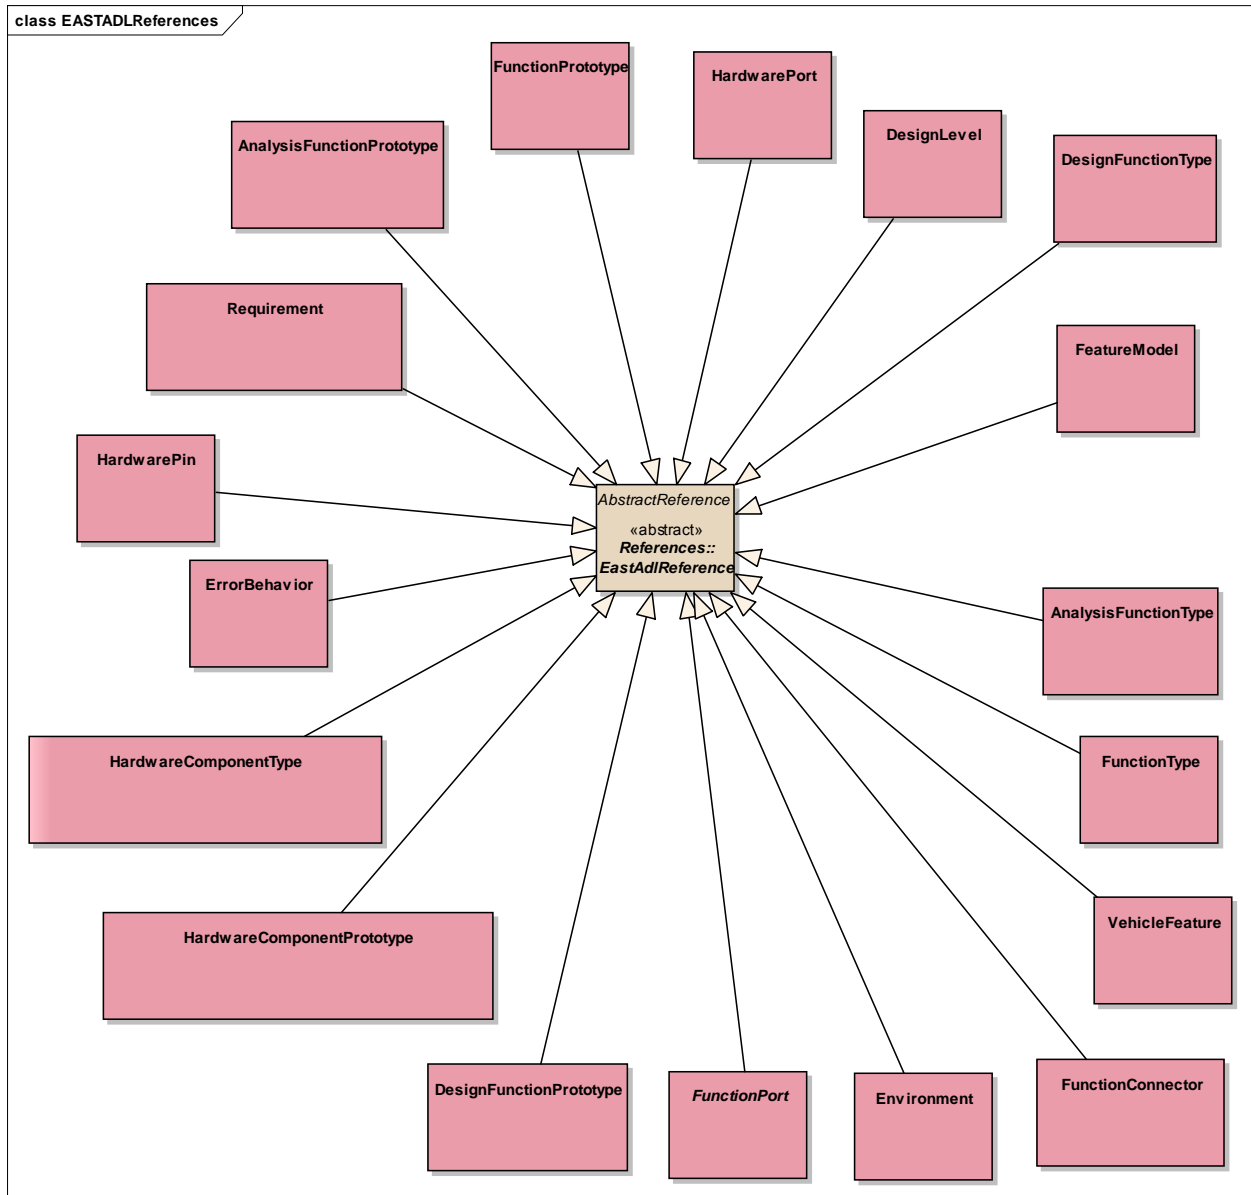 class EASTADLReferences
FunctionPrototype
HardwarePort
DesignLevel
AnalysisFunctionPrototype
DesignFunctionType
Requirement
FeatureModel
HardwarePin
AbstractReference
«abstract»
References::
EastAdlReference
ErrorBehavior
AnalysisFunctionType
HardwareComponentType
FunctionType
VehicleFeature
HardwareComponentPrototype
DesignFunctionPrototype
FunctionPort
Environment
FunctionConnector